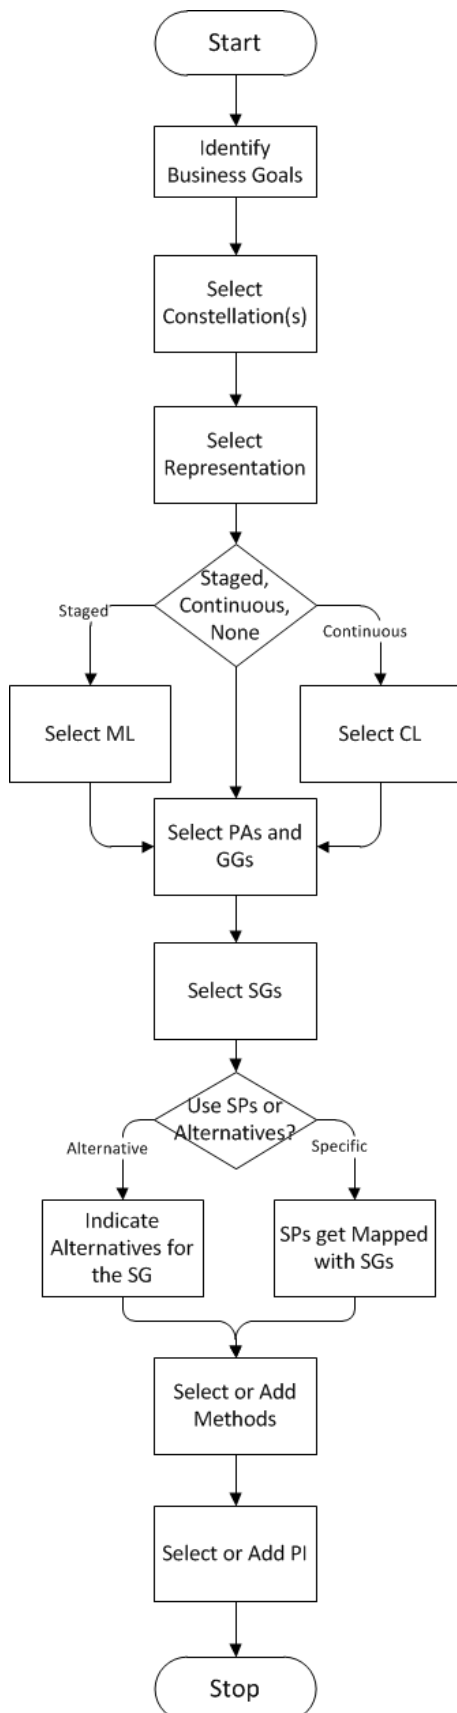 Start
Identify
Business Goals
Select
Constellation(s)
Select
Representation
Staged,
Continuous,
None
Staged
Continuous
Select ML
Select CL
Select PAs and
GGs
Select SGs
Use SPs or
Alternatives?
Alternative
Specific
Indicate
Alternatives for
the SG
SPs get Mapped
with SGs
Select or Add
Methods
Select or Add PI
Stop